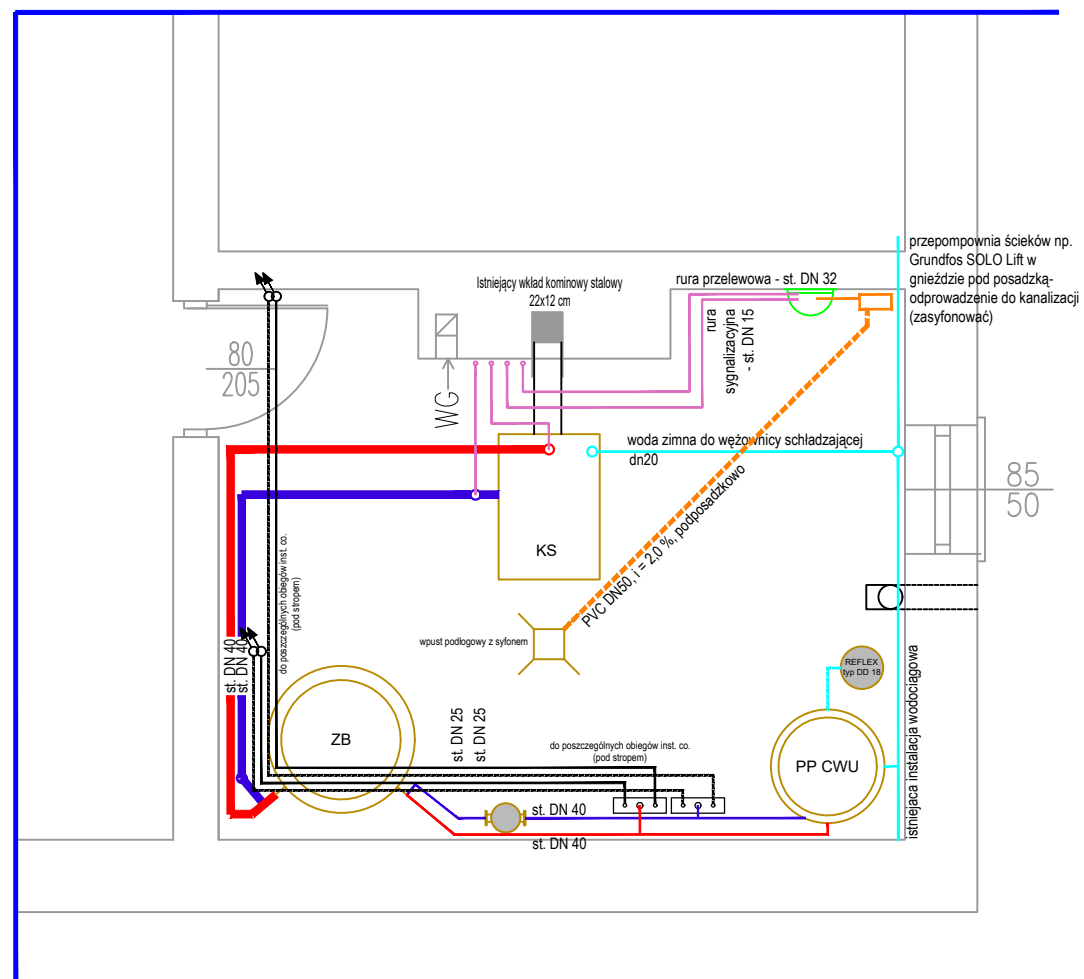 przepompownia ścieków np.
Grundfos SOLO Lift w
gnieździe pod posadzką-
odprowadzenie do kanalizacji
(zasyfonować)
Istniejący wkład kominowy stalowy
22x12 cm
rura przelewowa - st. DN 32
rura
sygnalizacyjna
- st. DN 15
80
205
WG
woda zimna do wężownicy schładzającej
dn20
85
50
KS
PVC DN50, i = 2,0 %, podposadzkowo
do poszczególnych obiegów inst. co.
(pod stropem)
wpust podłogowy z syfonem
st. DN 40
st. DN 40
REFLEX
typ DD 18
istniejaca instalacja wodociągowa
ZB
st. DN 25
st. DN 25
do poszczególnych obiegów inst. co.
(pod stropem)
PP CWU
st. DN 40
st. DN 40